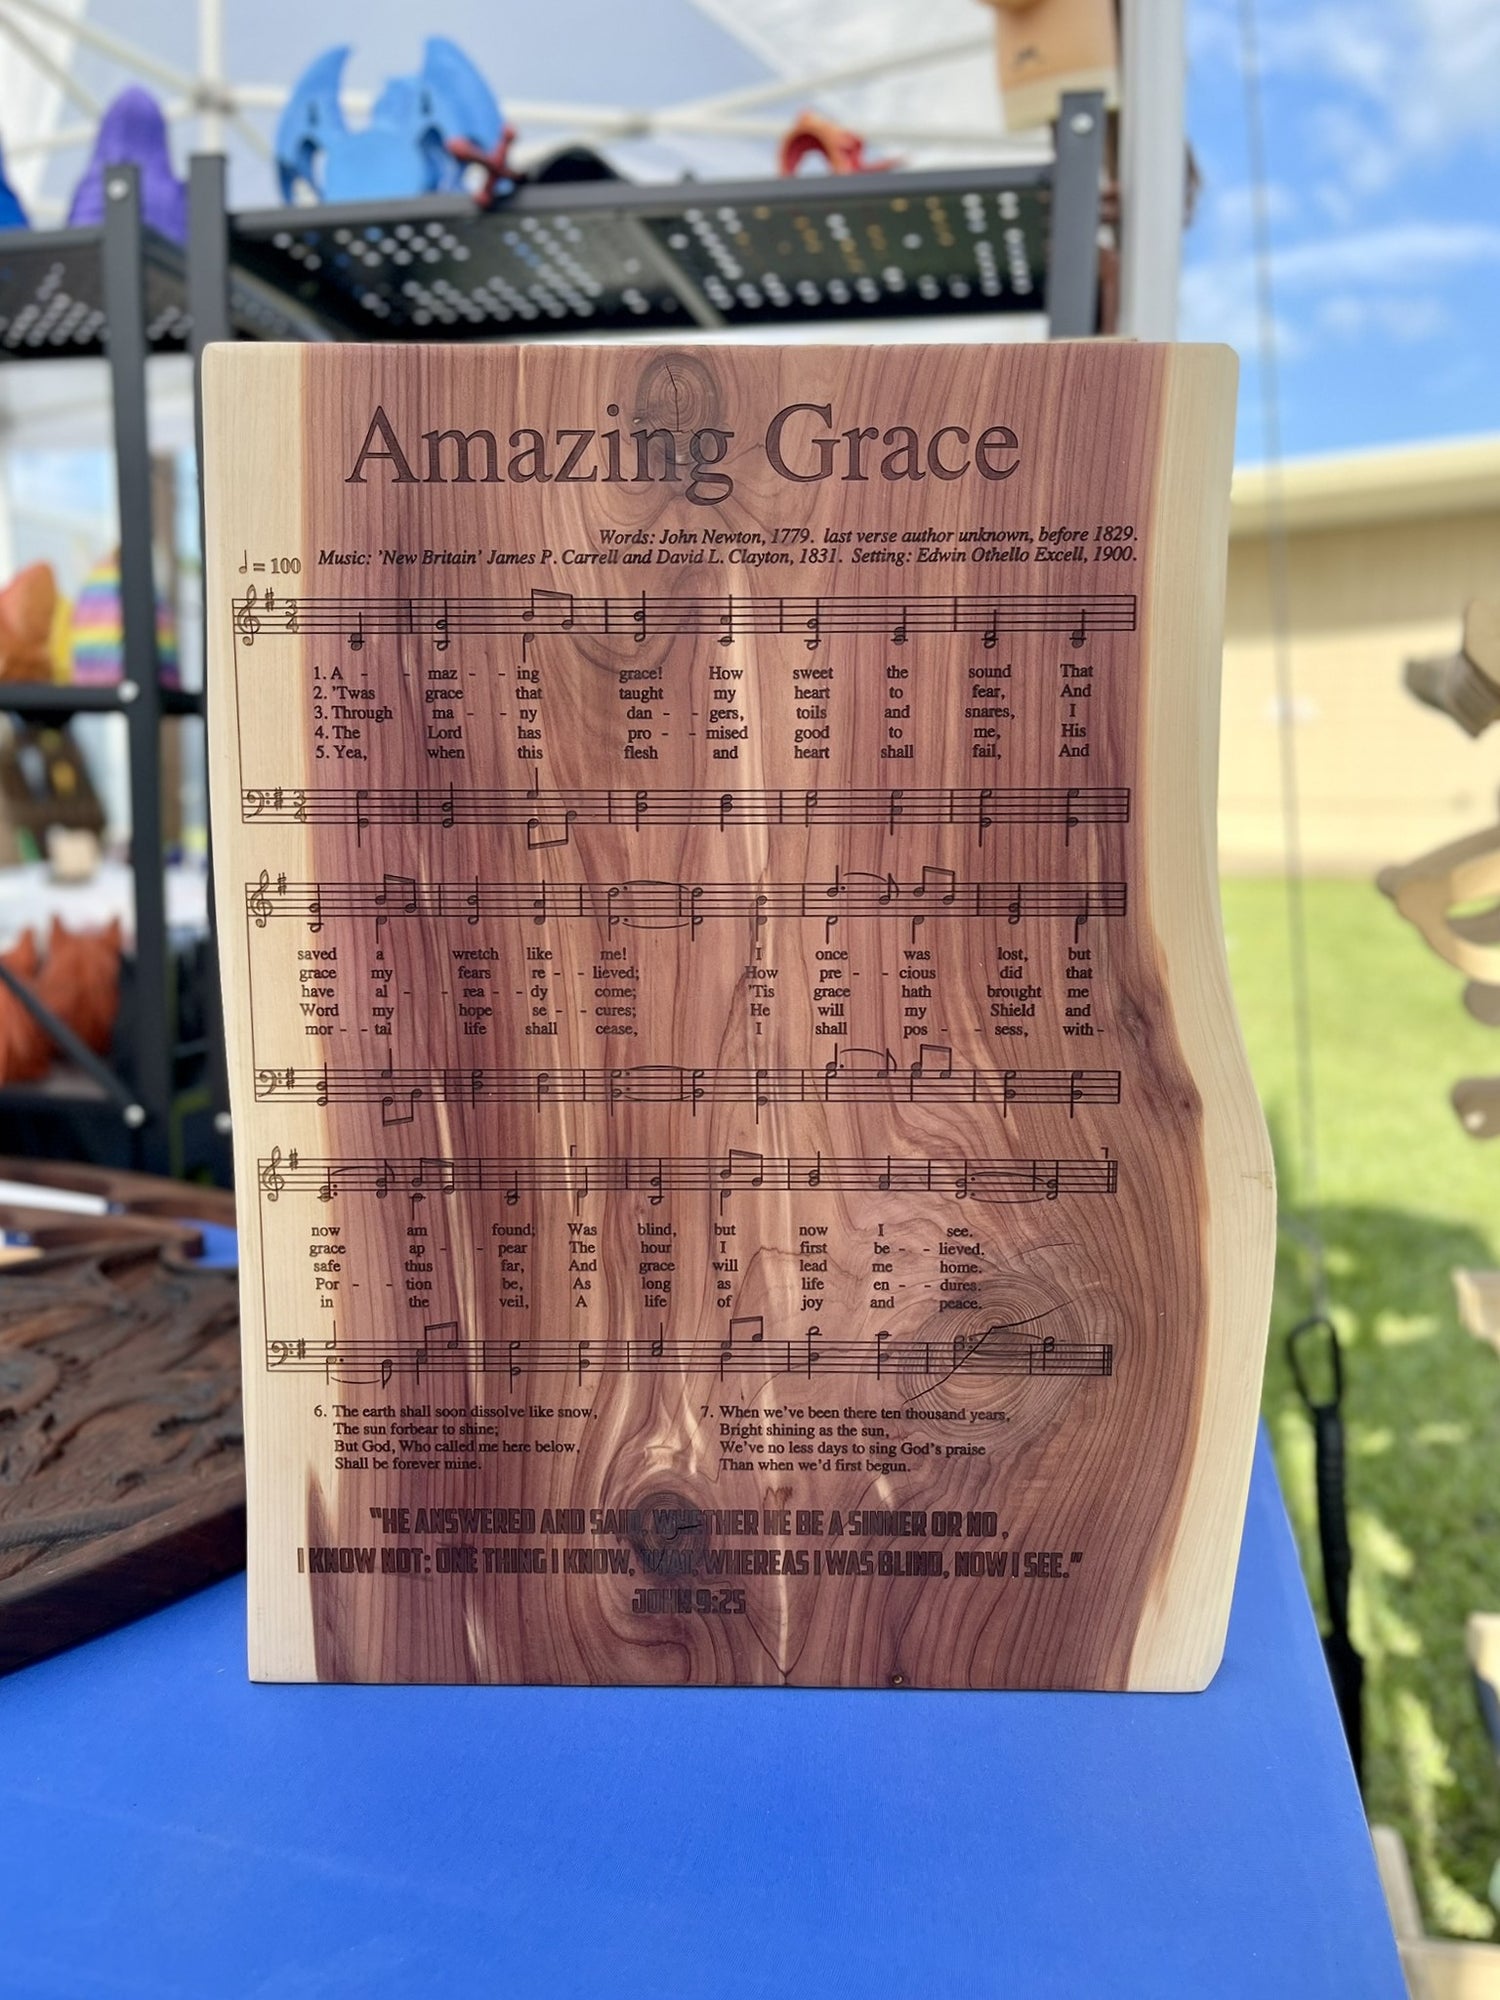 Amazing Grace
Words: John Newton, 1779. last verse author unknown, before 1829.
Music: 'New Britain' James P. Carrell and David L. Clayton, 1831. Setting: Edwin Othello Excell, 1900.
= 100
3
4
1. A - - maz - - ing grace! How sweet the sound That
2. 'Twas grace that taught my heart to fear, And
3. Through ma - - ny dan - - gers, toils and snares, I
4. The Lord has pro - - mised good to me, His
5. Yea, when this flesh and heart shall fail, And
3
4
saved a wretch like me! I once was lost, but
grace my fears re - - lieved; How pre - - cious did that
have al - - rea - - dy come; 'Tis grace hath brought me
Word my hope se - - cures; He will my Shield and
mor - - tal life shall cease, I shall pos - - sess, with-
now am found; Was blind, but now I see.
grace ap - - pear The hour I first be - - lieved.
safe thus far, And grace will lead me home.
Por - - tion be, As long as life en - - dures.
in the veil, A life of joy and peace.
6. The earth shall soon dissolve like snow,
The sun forbear to shine;
But God, Who called me here below,
Shall be forever mine.
7. When we've been there ten thousand years,
Bright shining as the sun,
We've no less days to sing God's praise
Than when we'd first begun.
"HE ANSWERED AND SAID, WHETHER HE BE A SINNER OR NO,
I KNOW NOT: ONE THING I KNOW, THAT, WHEREAS I WAS BLIND, NOW I SEE."
JOHN 9:25